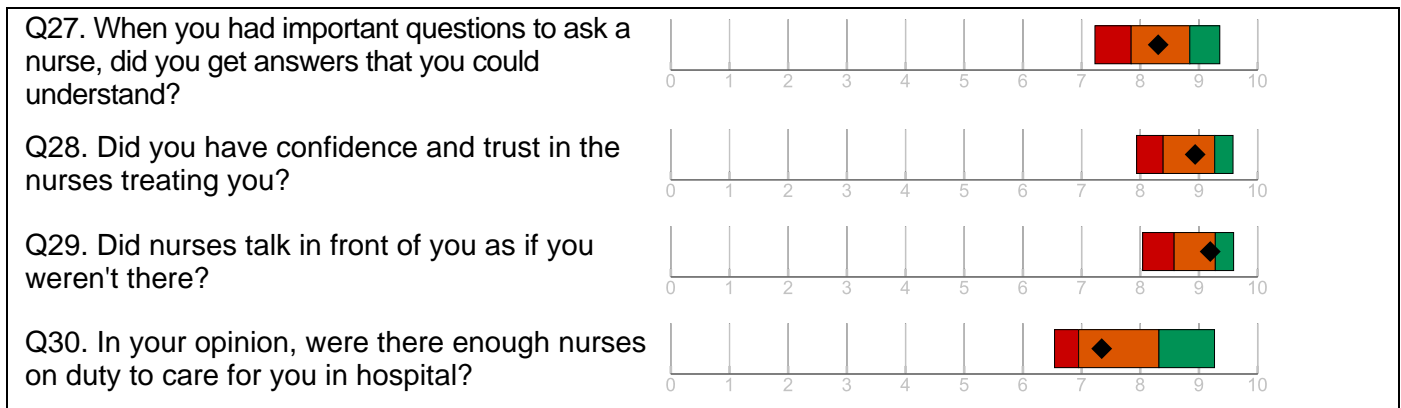 Q27. When you had important questions to ask a
nurse, did you get answers that you could
understand?
0 1 2 3 4 5 6 7 8 9 10
Q28. Did you have confidence and trust in the
nurses treating you?
0 1 2 3 4 5 6 7 8 9 10
Q29. Did nurses talk in front of you as if you
weren't there?
0 1 2 3 4 5 6 7 8 9 10
Q30. In your opinion, were there enough nurses
on duty to care for you in hospital?
0 1 2 3 4 5 6 7 8 9 10